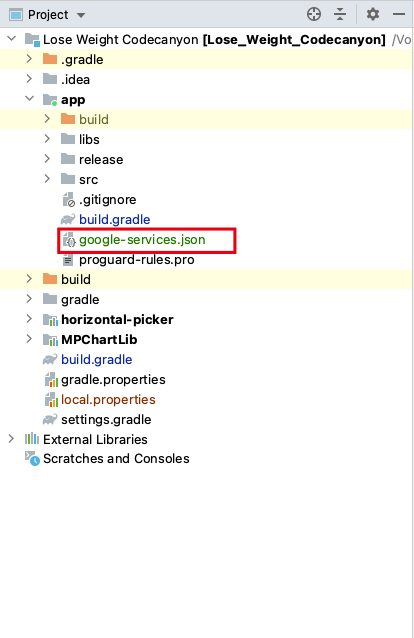 Project
Lose Weight Codecanyon [Lose_Weight_Codecanyon] /Vo
.gradle
.idea
app
build
libs
release
src
.gitignore
build.gradle
google-services.json
proguard-rules.pro
build
gradle
horizontal-picker
MPChartLib
build.gradle
gradle.properties
local.properties
settings.gradle
External Libraries
Scratches and Consoles